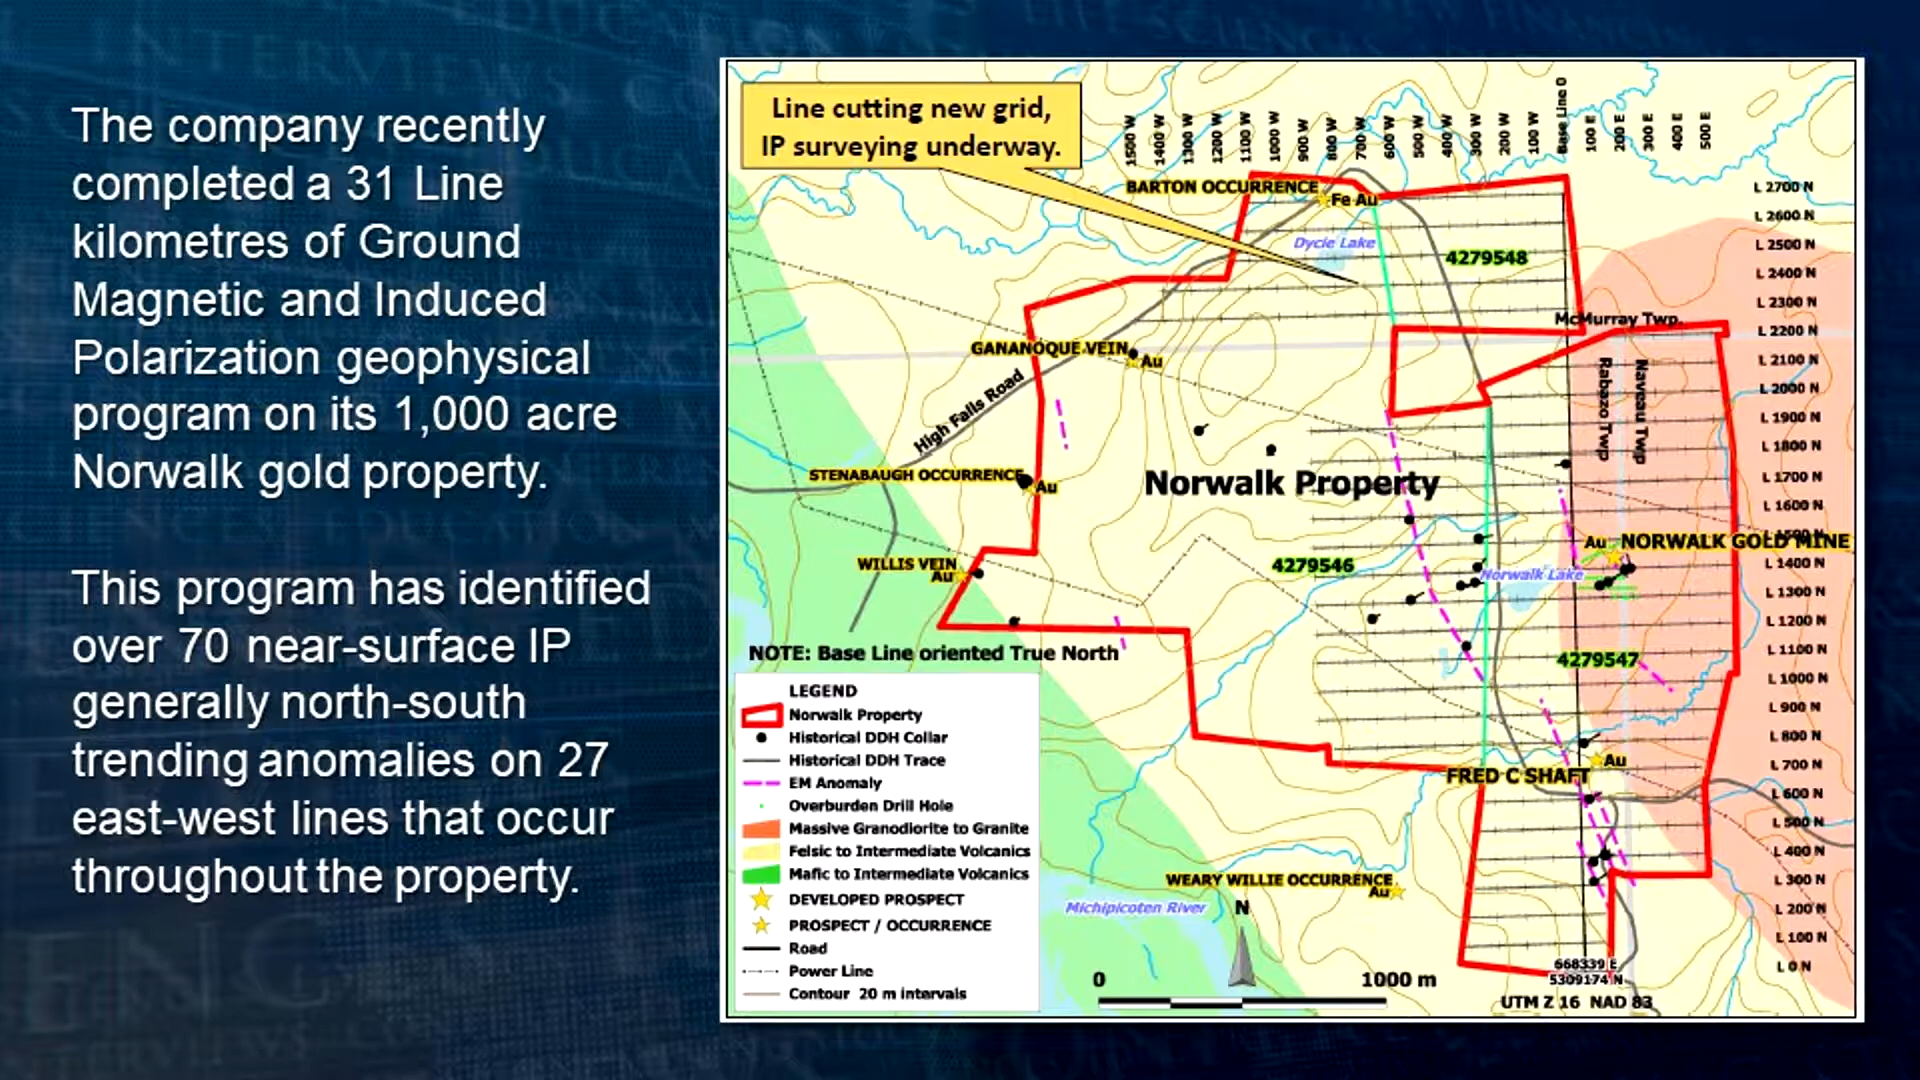 The company recently
completed a 31 Line
kilometres of Ground
Magnetic and Induced
Polarization geophysical
program on its 1,000 acre
Norwalk gold property.
This program has identified
over 70 near-surface IP
generally north-south
trending anomalies on 27
east-west lines that occur
throughout the property.
Line cutting new grid,
IP surveying underway.
1500 W
1400 W
1300 W
1200 W
1100 W
1000 W
900 W
800 W
700 W
600 W
500 W
400 W
300 W
200 W
100 W
Base Line 0
100 E
200 E
300 E
400 E
500 E
BARTON OCCURRENCE
Fe Au
Dycie Lake
4279548
McMurray Twp.
GANANOQUE VEIN
Au
High Falls Road
Rabazo Twp
Naveau Twp
STENABAUGH OCCURRENCE
Au
Norwalk Property
WILLIS VEIN
Au
4279546
Au
NORWALK GOLD MINE
Norwalk Lake
4279547
FRED C SHAFT
Au
WEARY WILLIE OCCURRENCE
Au
Michipicoten River
L 2700 N
L 2600 N
L 2500 N
L 2400 N
L 2300 N
L 2200 N
L 2100 N
L 2000 N
L 1900 N
L 1800 N
L 1700 N
L 1600 N
L 1400 N
L 1300 N
L 1200 N
L 1100 N
L 1000 N
L 900 N
L 800 N
L 700 N
L 600 N
L 500 N
L 400 N
L 300 N
L 200 N
L 100 N
L 0 N
NOTE: Base Line oriented True North
LEGEND
Norwalk Property
Historical DDH Collar
Historical DDH Trace
EM Anomaly
Overburden Drill Hole
Massive Granodiorite to Granite
Felsic to Intermediate Volcanics
Mafic to Intermediate Volcanics
DEVELOPED PROSPECT
PROSPECT / OCCURRENCE
Road
Power Line
Contour 20 m intervals
N
0
1000 m
668339 E
5309174 N
UTM Z 16 NAD 83